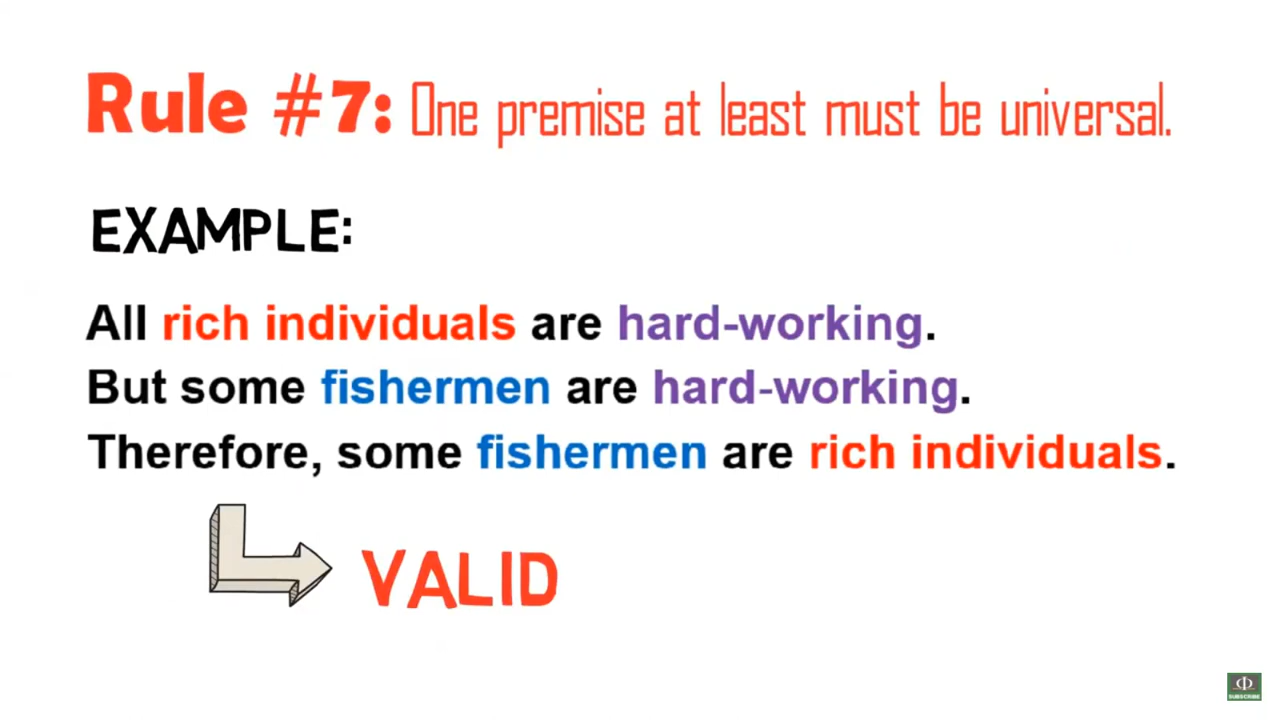 Rule #7: One premise at least must be universal.
EXAMPLE:
All rich individuals are hard-working.
But some fishermen are hard-working.
Therefore, some fishermen are rich individuals.
VALID
SUBSCRIBE